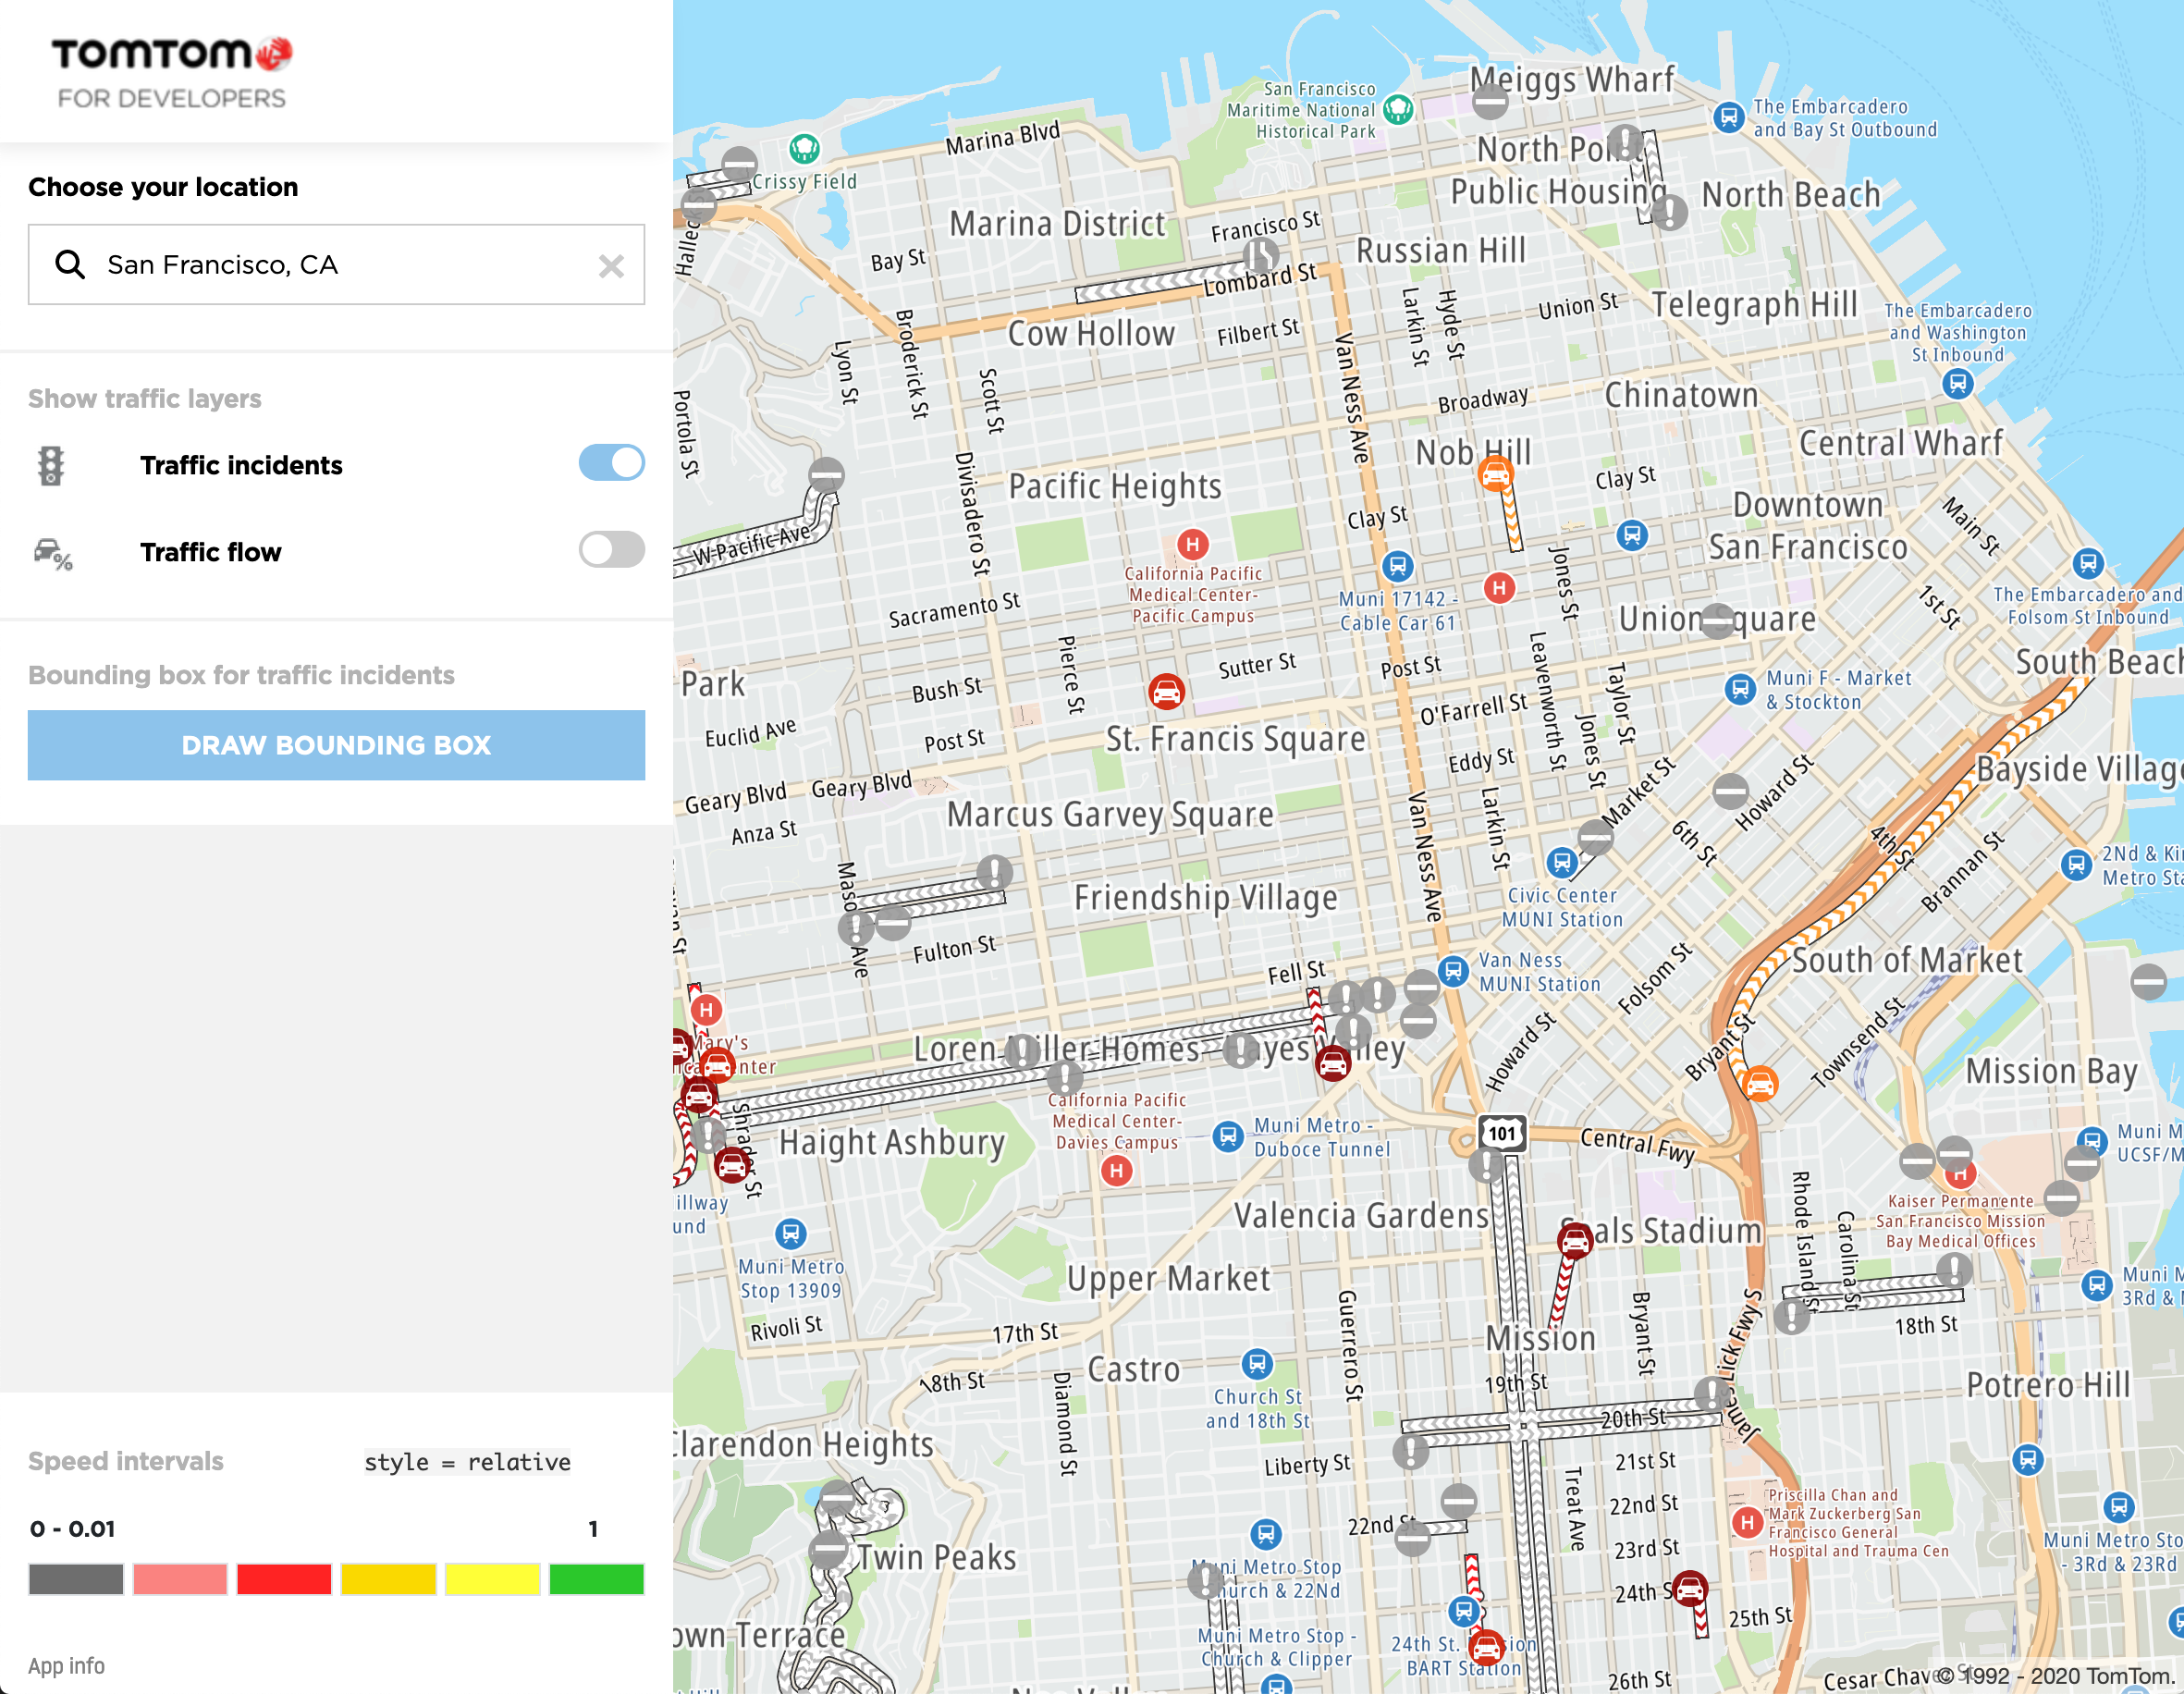 TOMTOM
FOR DEVELOPERS
Choose your location
San Francisco, CA
Show traffic layers
Traffic incidents
Traffic flow
Bounding box for traffic incidents
DRAW BOUNDING BOX
Speed intervals
style = relative
0 - 0.01
1
App info
Meiggs Wharf
San Francisco
Maritime National
Historical Park
The Embarcadero
and Bay St Outbound
Marina Blvd
North Point
Public Housing
North Beach
Crissy Field
Marina District
Francisco St
Russian Hill
Bay St
Lombard St
Union St
Telegraph Hill
Larkin St
Hyde St
The Embarcadero
and Washington
St Inbound
Cow Hollow
Filbert St
Broderick St
Lyon St
Scott St
Van Ness Ave
Portola St
Broadway
Chinatown
Nob Hill
Central Wharf
Divisadero St
Pacific Heights
Clay St
Clay St
Downtown
San Francisco
Main St
W Pacific Ave
California Pacific
Medical Center-
Pacific Campus
Muni 17142 -
Cable Car 61
Jones St
1st St
The Embarcadero and
Folsom St Inbound
Sacramento St
Union Square
Pierce St
Sutter St
Post St
Leavenworth St
Taylor St
South Beach
Park
Bush St
Muni F - Market
& Stockton
O'Farrell St
Euclid Ave
Post St
St. Francis Square
Jones St
Eddy St
Market St
Howard St
Bayside Village
Geary Blvd
Geary Blvd
Marcus Garvey Square
Van Ness Ave
Larkin St
Anza St
6th St
4th St
Brannan St
2Nd & Ki
Metro Sta
Friendship Village
Civic Center
MUNI Station
Fulton St
Fell St
Van Ness
MUNI Station
Folsom St
South of Market
Mary's
Loren Miller Homes
Hayes Valley
Howard St
Bryant St
Townsend St
Mission Bay
California Pacific
Medical Center-
Davies Campus
Shrader St
Haight Ashbury
Muni Metro -
Duboce Tunnel
101
Central Fwy
Muni M
UCSF/M
Rhode Island St
Carolina St
Kaiser Permanente
San Francisco Mission
Bay Medical Offices
Valencia Gardens
Seals Stadium
Muni Metro
Stop 13909
Upper Market
Guerrero St
Bryant St
Muni M
Rivoli St
17th St
Mission
18th St
James Lick Fwy S
18th St
Castro
Diamond St
Church St
and 18th St
19th St
20th St
Potrero Hill
Clarendon Heights
Liberty St
21st St
Treat Ave
22nd St
22nd St
Priscilla Chan and
Mark Zuckerberg San
Francisco General
Hospital and Trauma Cen
23rd St
Twin Peaks
Muni Metro Stop
Church & 22Nd
Muni Metro Sto
- 3Rd & 23Rd
24th St
25th St
own Terrace
Muni Metro Stop -
Church & Clipper
24th St. Mission
BART Station
26th St
Cesar Chavez St
© 1992 - 2020 TomTom.